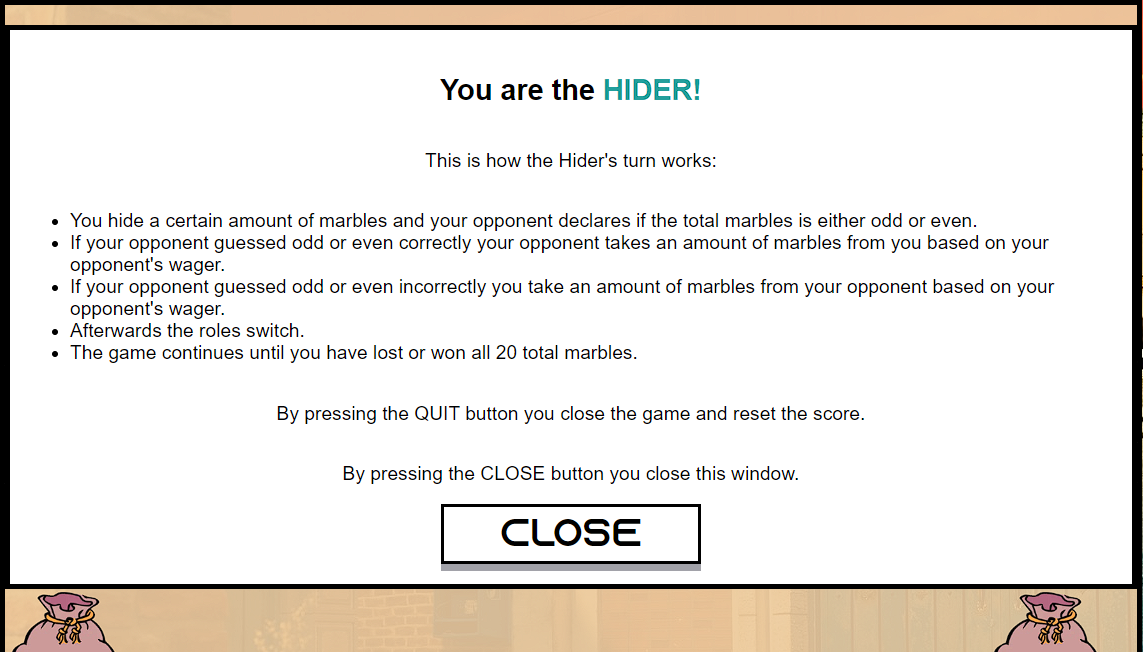 You are the HIDER!
This is how the Hider's turn works:
• You hide a certain amount of marbles and your opponent declares if the total marbles is either odd or even.
• If your opponent guessed odd or even correctly your opponent takes an amount of marbles from you based on your
opponent's wager.
• If your opponent guessed odd or even incorrectly you take an amount of marbles from your opponent based on your
opponent's wager.
• Afterwards the roles switch.
• The game continues until you have lost or won all 20 total marbles.
By pressing the QUIT button you close the game and reset the score.
By pressing the CLOSE button you close this window.
CLOSE